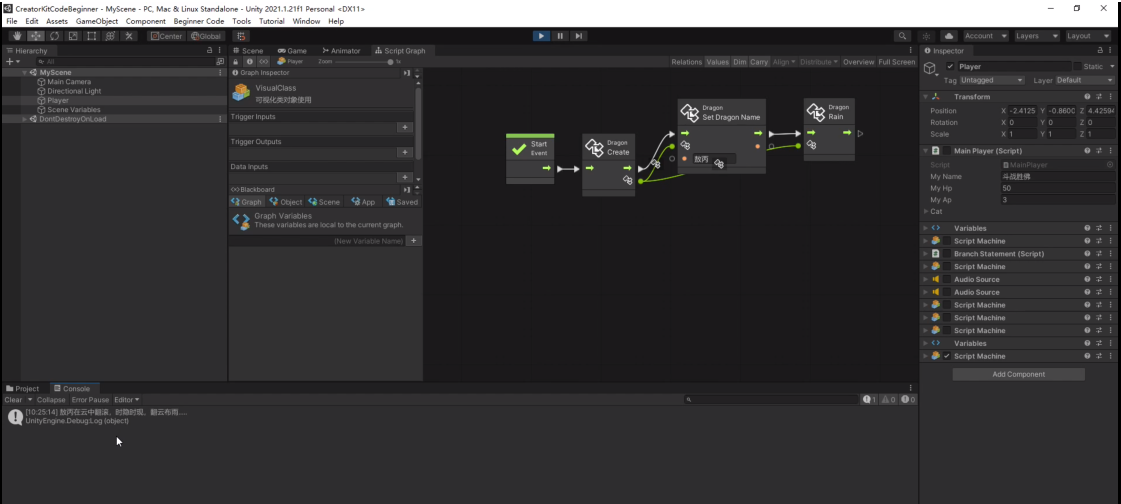 CreatorKitCodeBeginner - MyScene - PC, Mac & Linux Standalone - Unity 2021.1.21f1 Personal <DX11>
File Edit Assets GameObject Component Beginner Code Tools Tutorial Window Help
Center Global Account Layers Layout
Hierarchy
All
MyScene
Main Camera
Directional Light
Player
Scene Variables
DontDestroyOnLoad
Scene Game Animator Script Graph
Player Zoom 1x Relations Values Dim Carry Align Distribute Overview Full Screen
Graph Inspector
VisualClass
可视化类对象使用
Trigger Inputs
Trigger Outputs
Data Inputs
Blackboard
Graph Object Scene App Saved
Graph Variables
These variables are local to the current graph.
(New Variable Name)
Start
Event
Dragon
Create
Dragon
Set Dragon Name
敖丙
Dragon
Rain
Inspector
Player Static
Tag Untagged Layer Default
Transform
Position X -2.4125 Y -0.8600 Z 4.42594
Rotation X 0 Y 0 Z 0
Scale X 1 Y 1 Z 1
Main Player (Script)
Script MainPlayer
My Name 斗战胜佛
My Hp 50
My Ap 3
Cat
Variables
Script Machine
Branch Statement (Script)
Script Machine
Audio Source
Audio Source
Script Machine
Script Machine
Script Machine
Variables
Script Machine
Add Component
Project Console
Clear Collapse Error Pause Editor 1 0 0
[10:25:14] 敖丙在云中翻滚，时隐时现，翻云布雨.....
UnityEngine.Debug:Log (object)